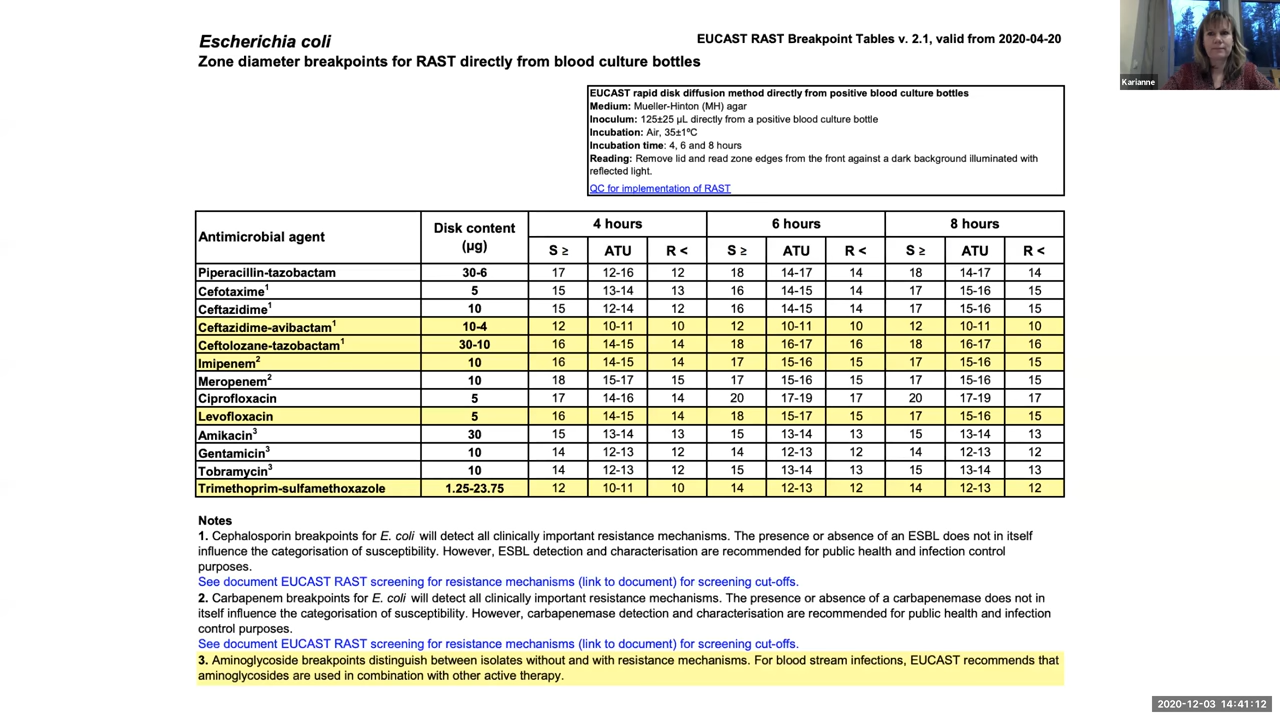 Escherichia coli
EUCAST RAST Breakpoint Tables v. 2.1, valid from 2020-04-20
Zone diameter breakpoints for RAST directly from blood culture bottles
Karianne
EUCAST rapid disk diffusion method directly from positive blood culture bottles
Medium: Mueller-Hinton (MH) agar
Inoculum: 125±25 µL directly from a positive blood culture bottle
Incubation: Air, 35±1ºC
Incubation time: 4, 6 and 8 hours
Reading: Remove lid and read zone edges from the front against a dark background illuminated with
reflected light.
QC for implementation of RAST
Antimicrobial agent Disk content (µg) 4 hours 6 hours 8 hours
S ≥ ATU R < S ≥ ATU R < S ≥ ATU R <
Piperacillin-tazobactam 30-6 17 12-16 12 18 14-17 14 18 14-17 14
Cefotaxime1 5 15 13-14 13 16 14-15 14 17 15-16 15
Ceftazidime1 10 15 12-14 12 16 14-15 14 17 15-16 15
Ceftazidime-avibactam1 10-4 12 10-11 10 12 10-11 10 12 10-11 10
Ceftolozane-tazobactam1 30-10 16 14-15 14 18 16-17 16 18 16-17 16
Imipenem2 10 16 14-15 14 17 15-16 15 17 15-16 15
Meropenem2 10 18 15-17 15 17 15-16 15 17 15-16 15
Ciprofloxacin 5 17 14-16 14 20 17-19 17 20 17-19 17
Levofloxacin 5 16 14-15 14 18 15-17 15 17 15-16 15
Amikacin3 30 15 13-14 13 15 13-14 13 15 13-14 13
Gentamicin3 10 14 12-13 12 14 12-13 12 14 12-13 12
Tobramycin3 10 14 12-13 12 15 13-14 13 15 13-14 13
Trimethoprim-sulfamethoxazole 1.25-23.75 12 10-11 10 14 12-13 12 14 12-13 12
Notes
1. Cephalosporin breakpoints for E. coli will detect all clinically important resistance mechanisms. The presence or absence of an ESBL does not in itself
influence the categorisation of susceptibility. However, ESBL detection and characterisation are recommended for public health and infection control
purposes.
See document EUCAST RAST screening for resistance mechanisms (link to document) for screening cut-offs.
2. Carbapenem breakpoints for E. coli will detect all clinically important resistance mechanisms. The presence or absence of a carbapenemase does not in
itself influence the categorisation of susceptibility. However, carbapenemase detection and characterisation are recommended for public health and infection
control purposes.
See document EUCAST RAST screening for resistance mechanisms (link to document) for screening cut-offs.
3. Aminoglycoside breakpoints distinguish between isolates without and with resistance mechanisms. For blood stream infections, EUCAST recommends that
aminoglycosides are used in combination with other active therapy.
2020-12-03 14:41:12